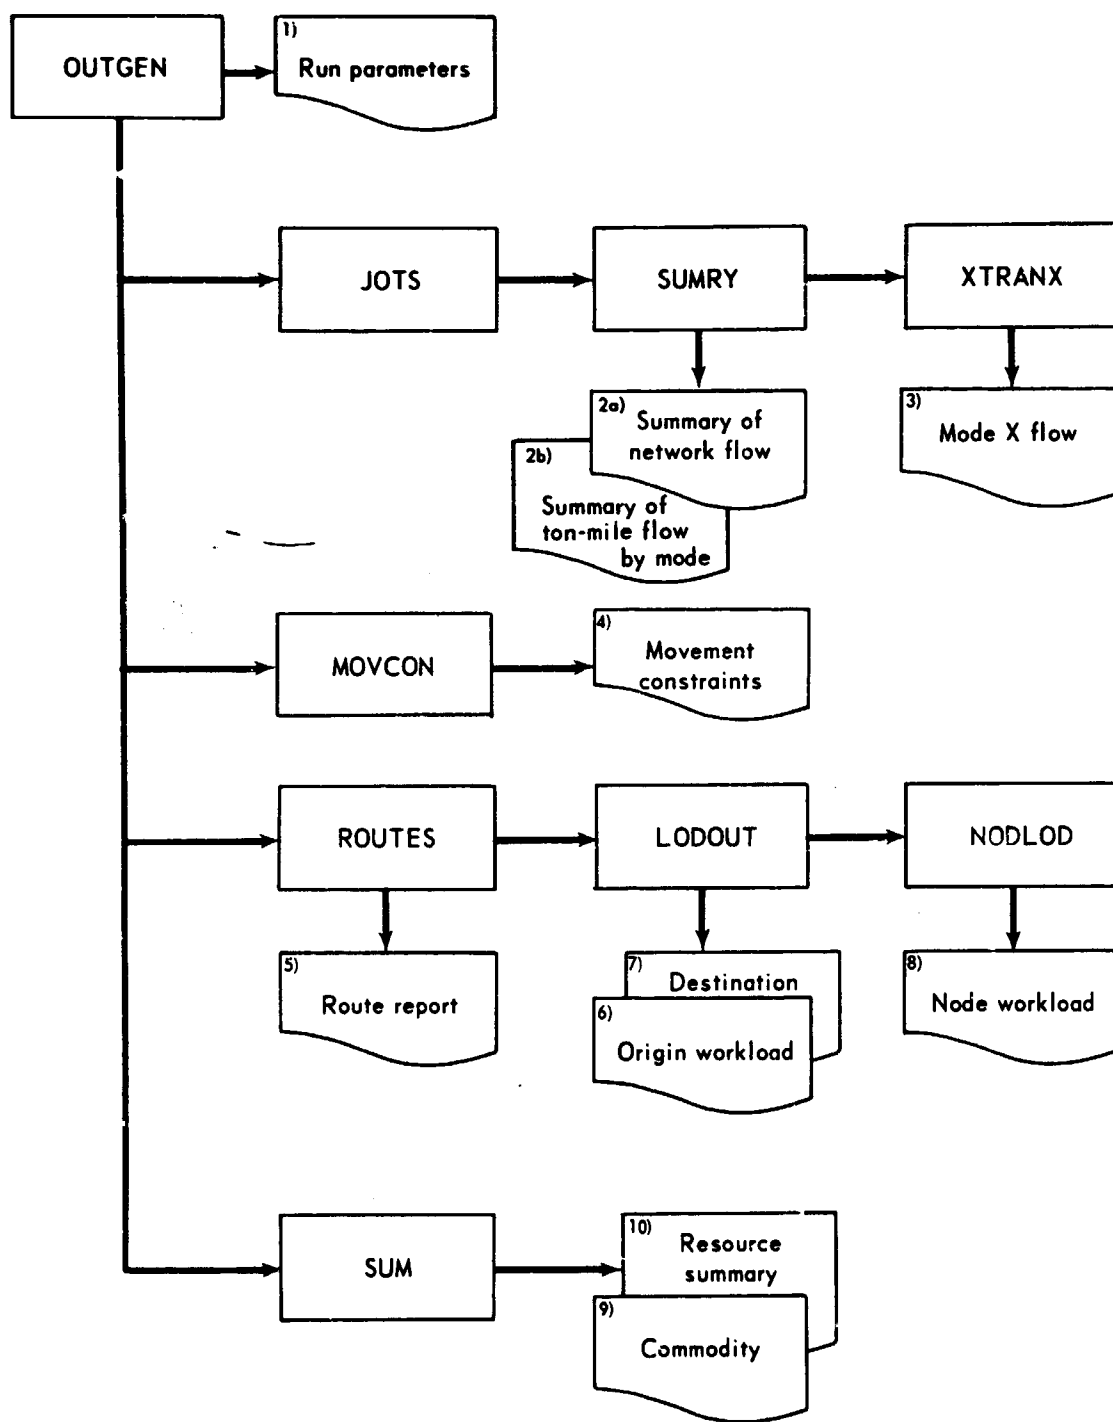 OUTGEN
1)
Run parameters
JOTS
SUMRY
XTRANX
2a)
Summary of
network flow
2b)
Summary of
ton-mile flow
by mode
3)
Mode X flow
MOVCON
4)
Movement
constraints
ROUTES
LODOUT
NODLOD
5)
Route report
7)
Destination
6)
Origin workload
8)
Node workload
SUM
10)
Resource
summary
9)
Commodity